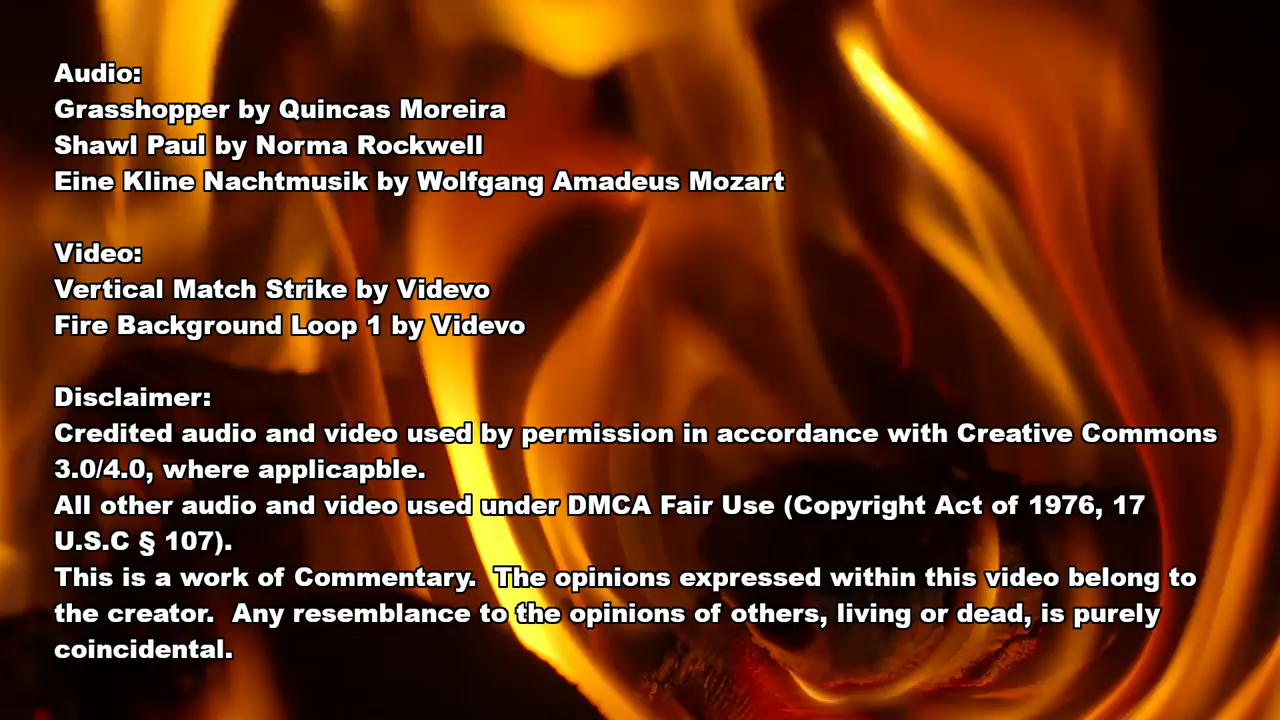 Audio:
Grasshopper by Quincas Moreira
Shawl Paul by Norma Rockwell
Eine Kline Nachtmusik by Wolfgang Amadeus Mozart
Video:
Vertical Match Strike by Videvo
Fire Background Loop 1 by Videvo
Disclaimer:
Credited audio and video used by permission in accordance with Creative Commons
3.0/4.0, where applicapble.
All other audio and video used under DMCA Fair Use (Copyright Act of 1976, 17
U.S.C § 107).
This is a work of Commentary.  The opinions expressed within this video belong to
the creator.  Any resemblance to the opinions of others, living or dead, is purely
coincidental.